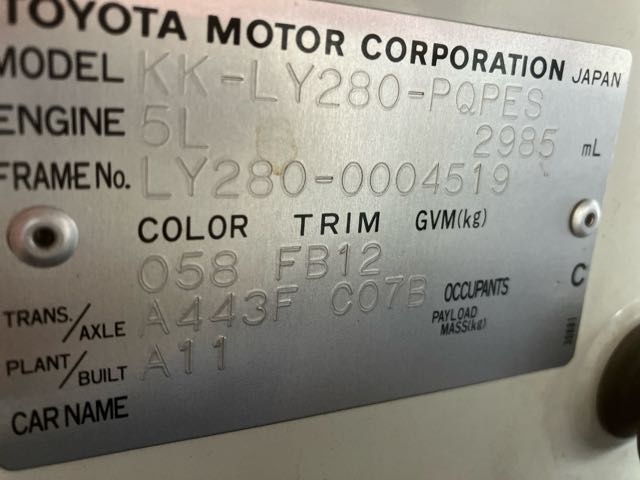 TOYOTA MOTOR CORPORATION JAPAN
MODEL KK-LY280-PQPES
ENGINE 5L 2985 mL
FRAME No. LY280-0004519
COLOR TRIM GVM(kg)
058 FB12
TRANS./AXLE A443F C07B OCCUPANTS C
PAYLOAD MASS(kg)
PLANT/BUILT A11
CAR NAME